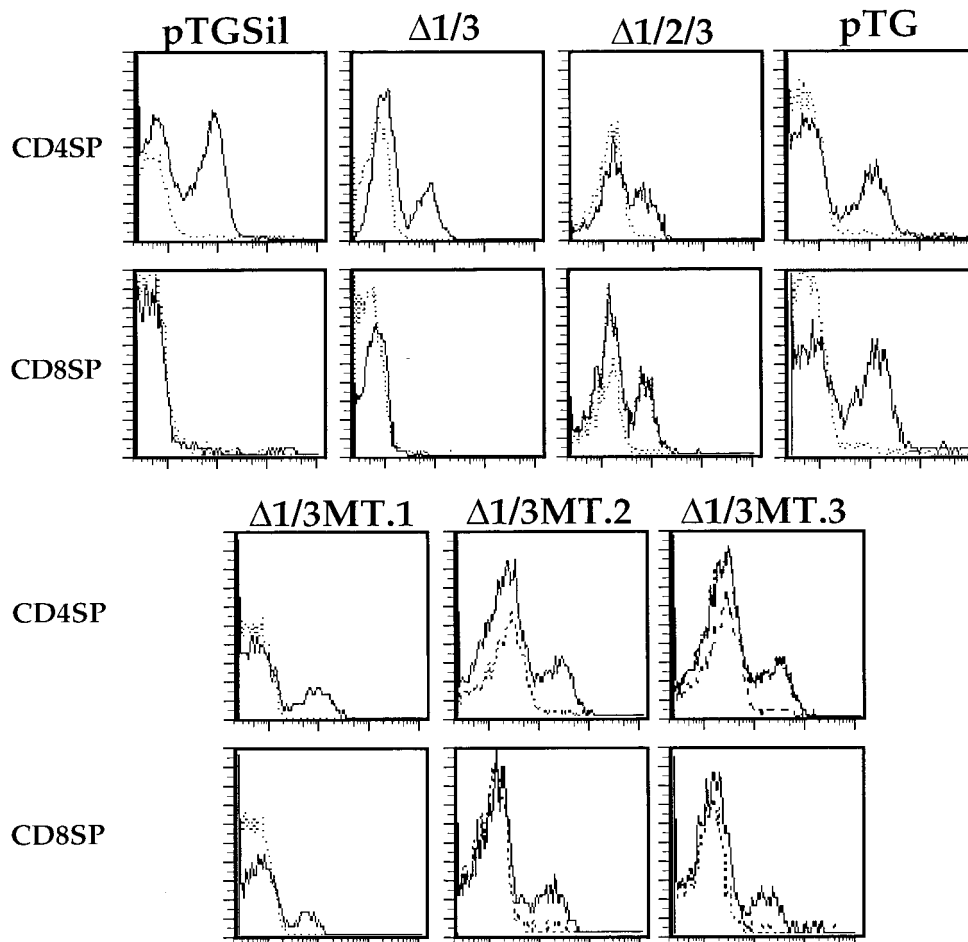 pTGSil Δ1/3 Δ1/2/3 pTG
CD4SP
CD8SP
Δ1/3MT.1 Δ1/3MT.2 Δ1/3MT.3
CD4SP
CD8SP